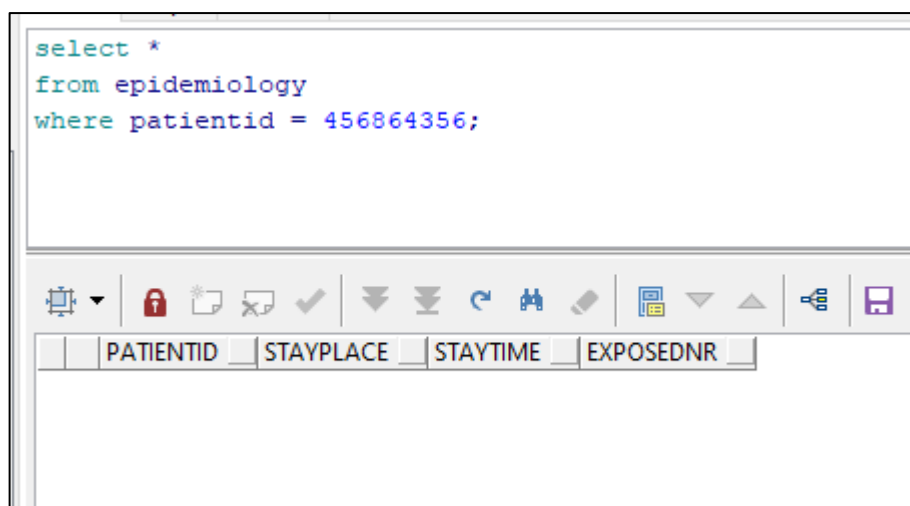 select *
from epidemiology
where patientid = 456864356;
PATIENTID STAYPLACE STAYTIME EXPOSEDNR